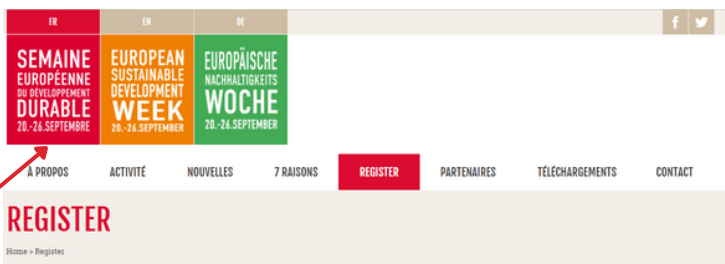 FR
EN
DE
SEMAINE
EUROPÉENNE
DU DÉVELOPPEMENT
DURABLE
20.-26.SEPTEMBRE
EUROPEAN
SUSTAINABLE
DEVELOPMENT
WEEK
20.-26.SEPTEMBER
EUROPÄISCHE
NACHHALTIGKEITS
WOCHE
20.-26.SEPTEMBER
À PROPOS
ACTIVITÉ
NOUVELLES
7 RAISONS
REGISTER
PARTENAIRES
TÉLÉCHARGEMENTS
CONTACT
REGISTER
Home > Register